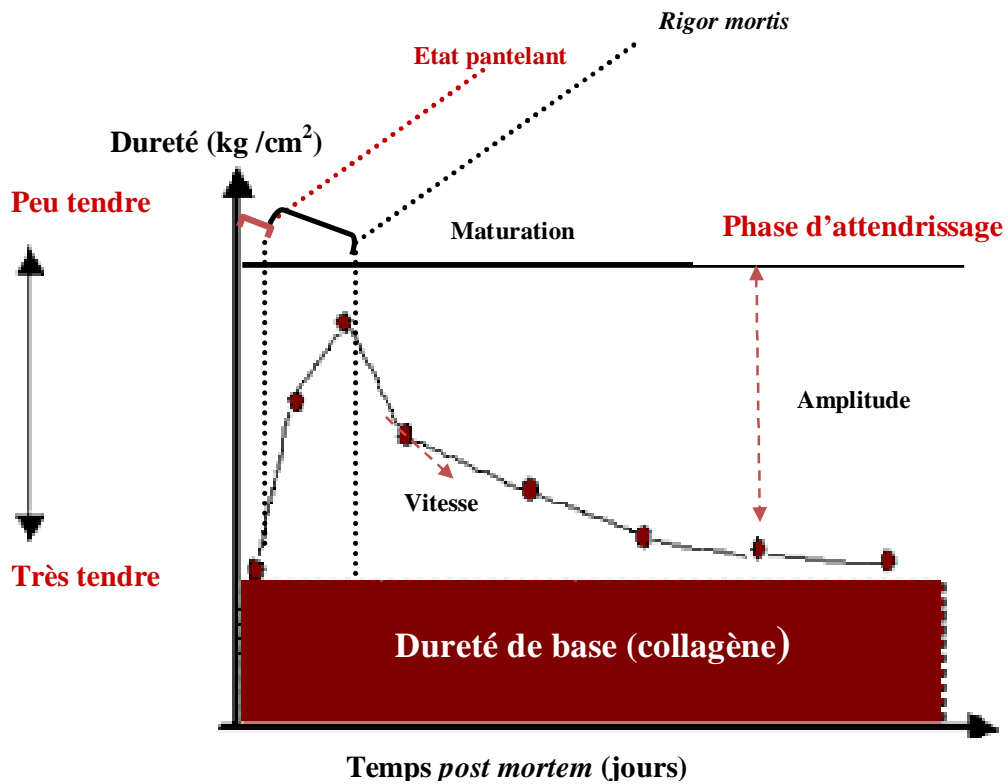 Rigor mortis
Etat pantelant
Dureté (kg /cm2)
Peu tendre
Maturation
Phase d’attendrissage
Amplitude
Vitesse
Très tendre
Dureté de base (collagène)
Temps post mortem (jours)